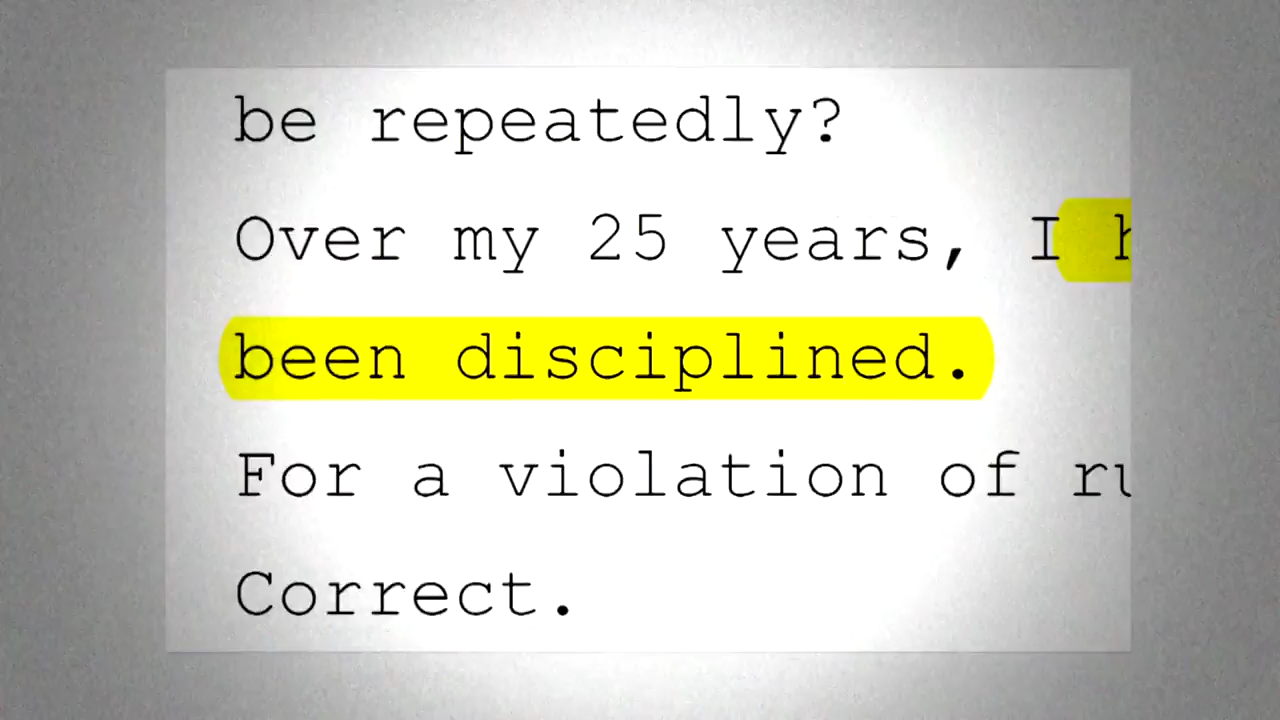 be repeatedly?
Over my 25 years, I
been disciplined.
For a violation of
Correct.